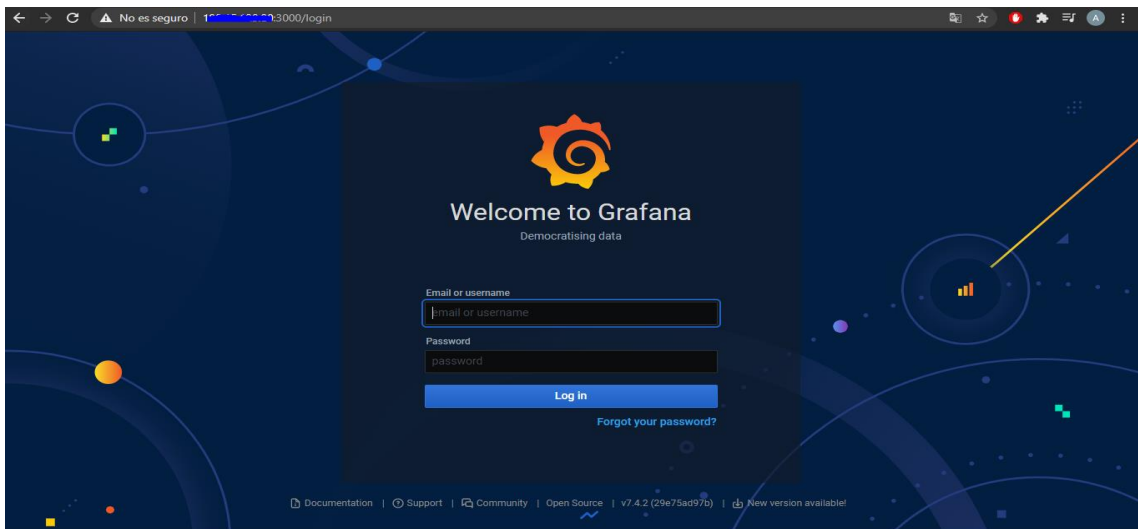 No es seguro | :3000/login
Welcome to Grafana
Democratising data
Email or username
email or username
Password
password
Log in
Forgot your password?
Documentation | Support | Community | Open Source | v7.4.2 (29e75ad97b) | New version available!